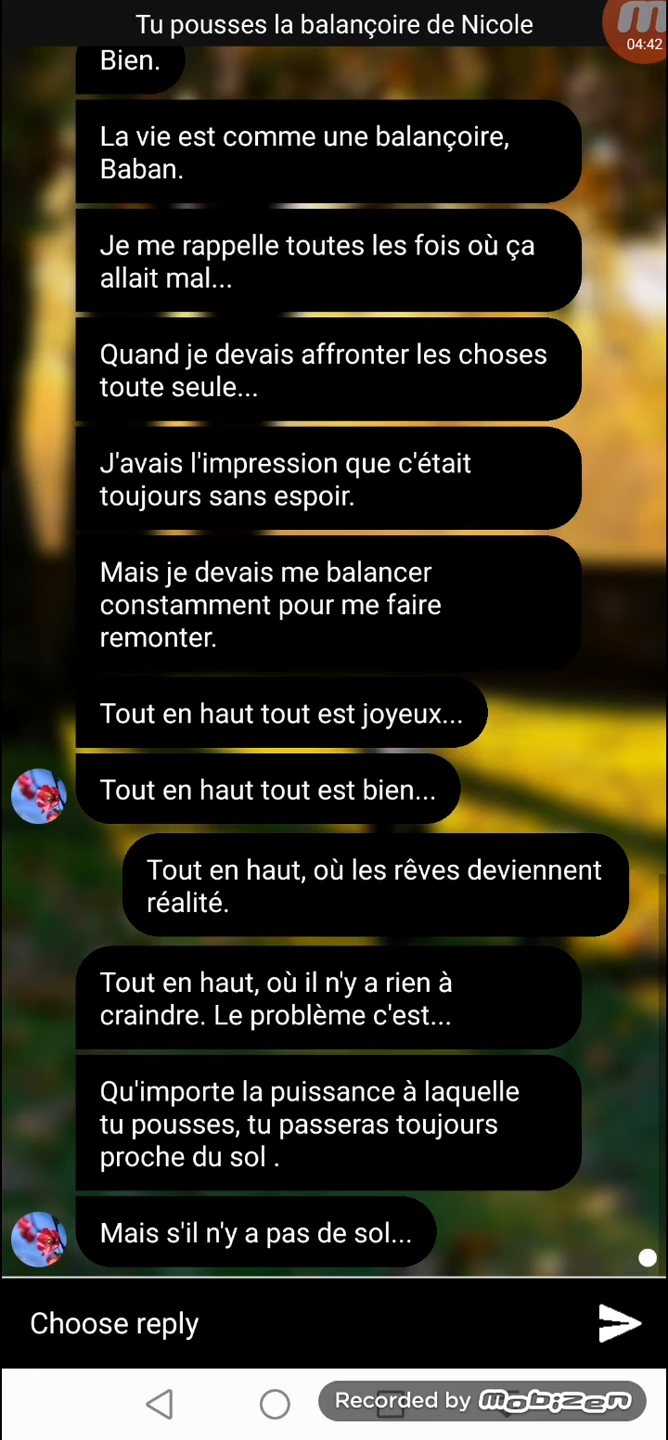 Tu pousses la balançoire de Nicole
04:42
Bien.
La vie est comme une balançoire,
Baban.
Je me rappelle toutes les fois où ça
allait mal...
Quand je devais affronter les choses
toute seule...
J'avais l'impression que c'était
toujours sans espoir.
Mais je devais me balancer
constamment pour me faire
remonter.
Tout en haut tout est joyeux...
Tout en haut tout est bien...
Tout en haut, où les rêves deviennent
réalité.
Tout en haut, où il n'y a rien à
craindre. Le problème c'est...
Qu'importe la puissance à laquelle
tu pousses, tu passeras toujours
proche du sol .
Mais s'il n'y a pas de sol...
Choose reply
Recorded by mobizen